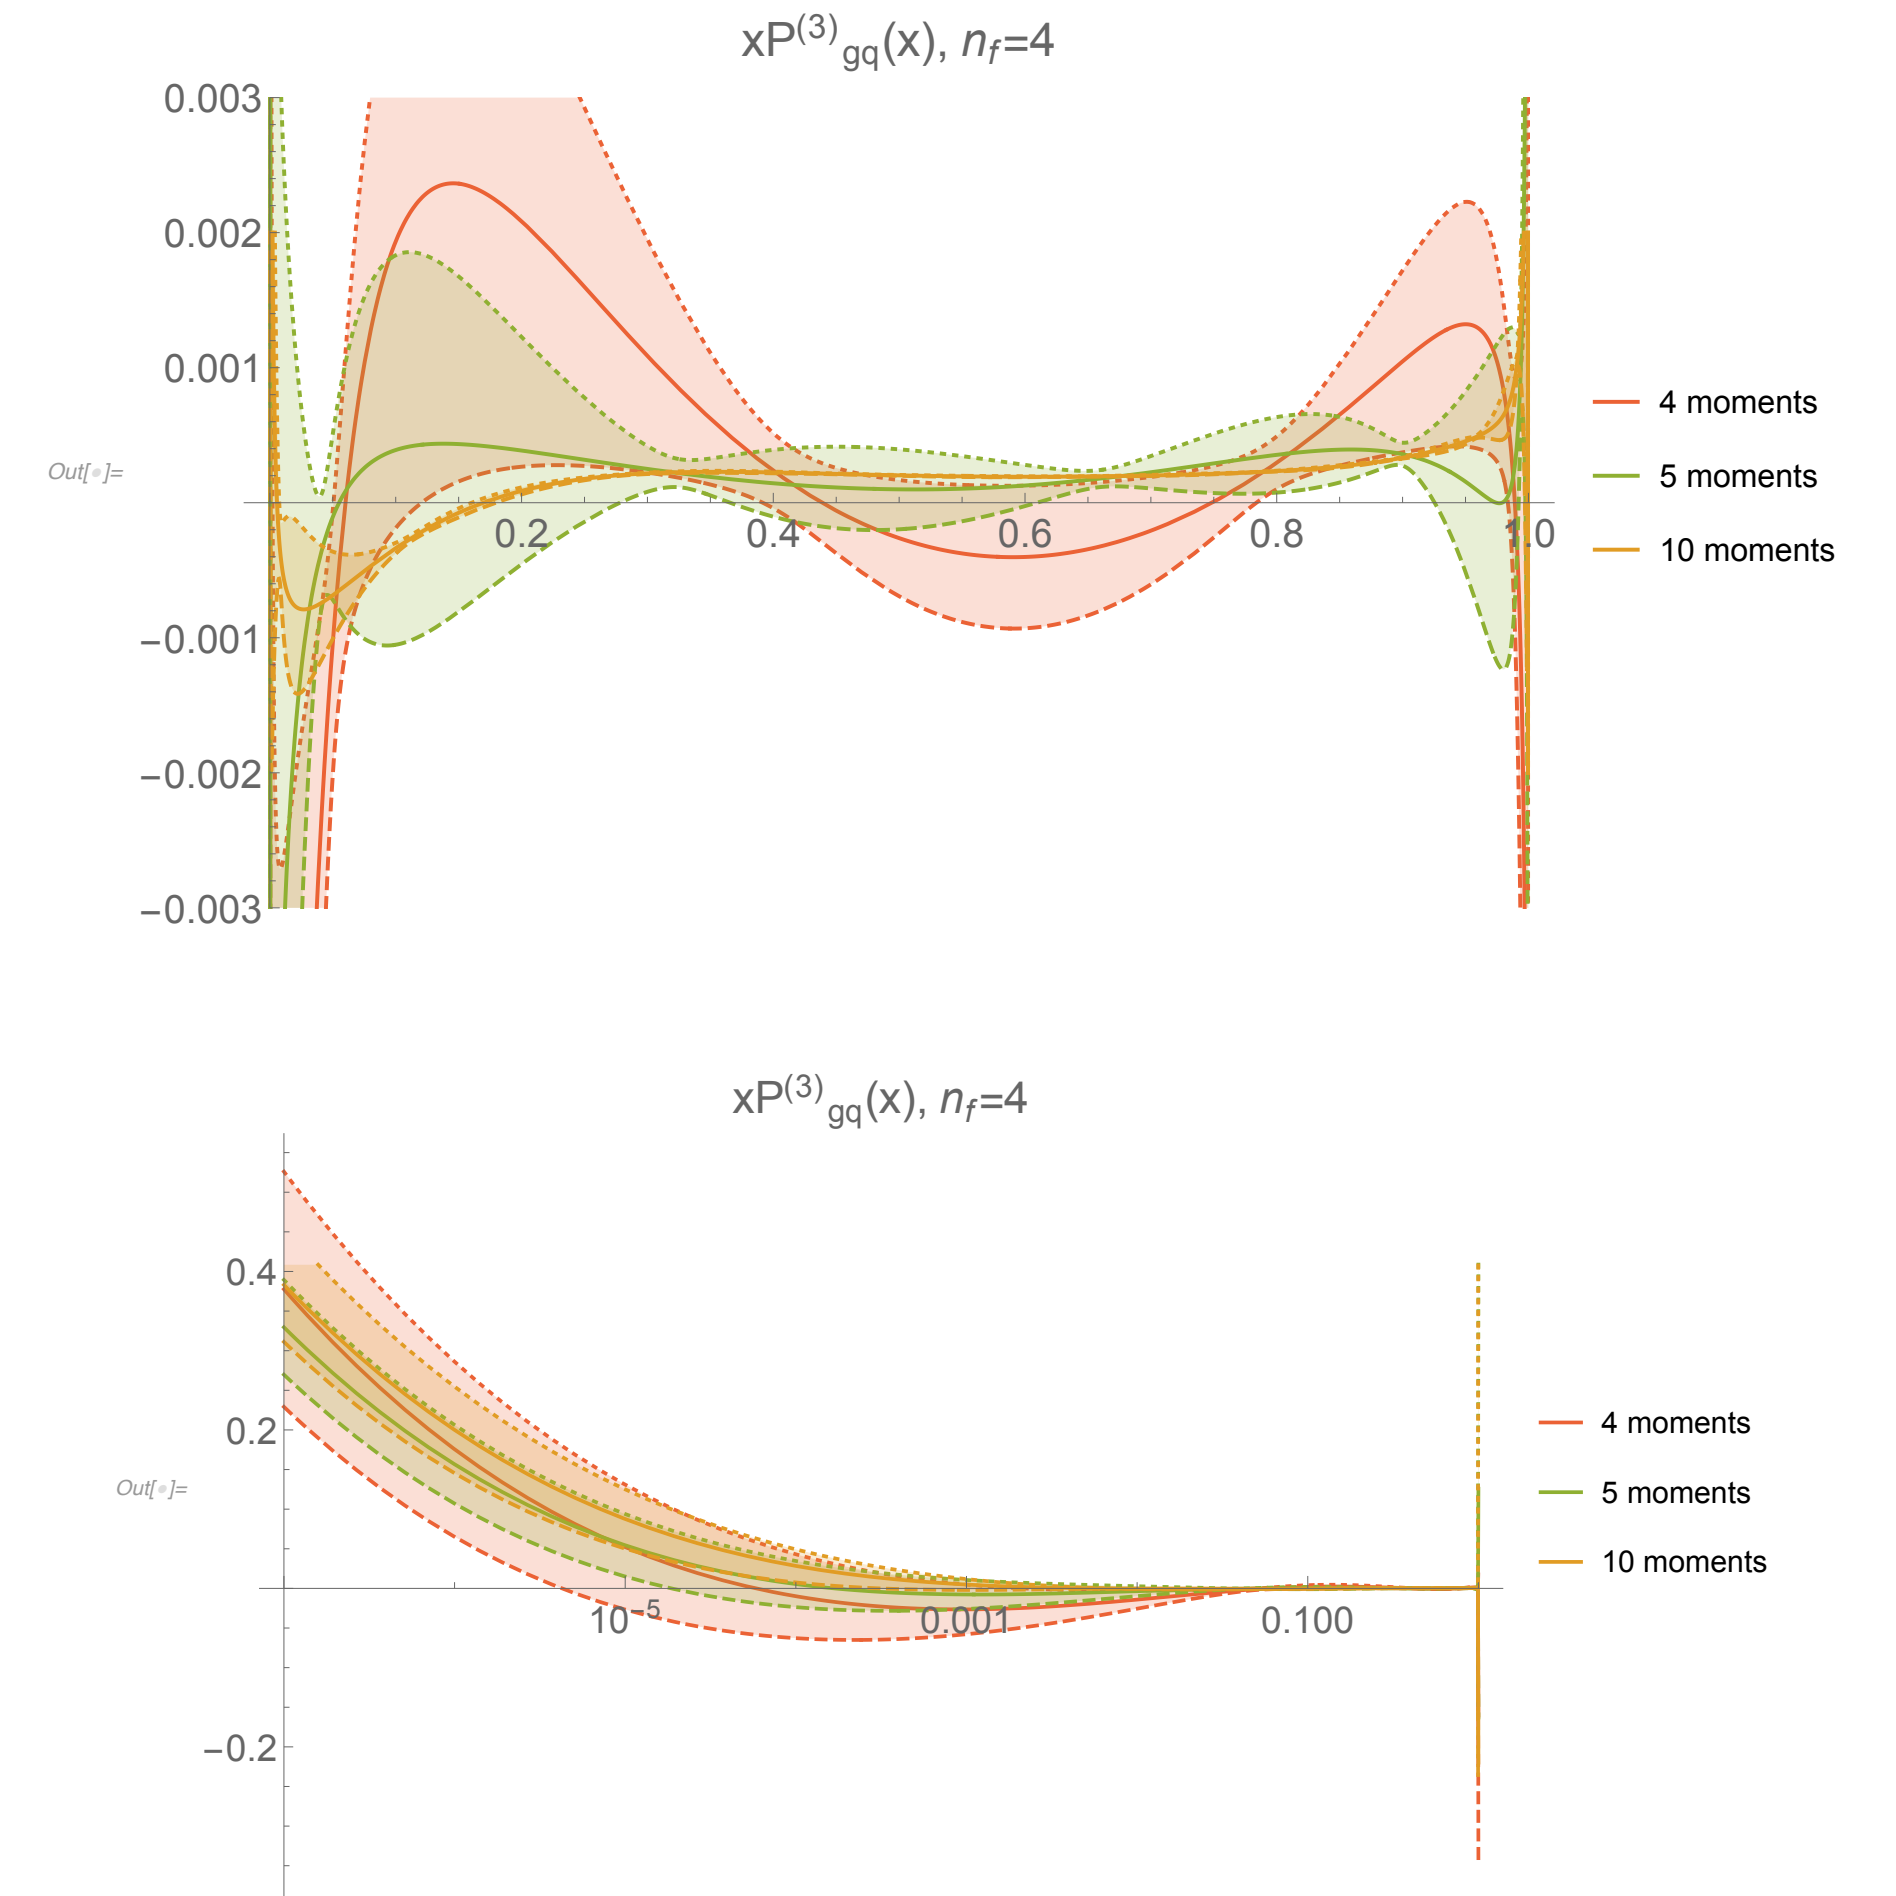 xP(3)gq(x), nf=4
0.003
0.002
0.001
Out[•]=
0.2 0.4 0.6 0.8 1.0
−0.001
−0.002
−0.003
4 moments
5 moments
10 moments
xP(3)gq(x), nf=4
0.4
0.2
Out[•]=
10−5 0.001 0.100
−0.2
4 moments
5 moments
10 moments